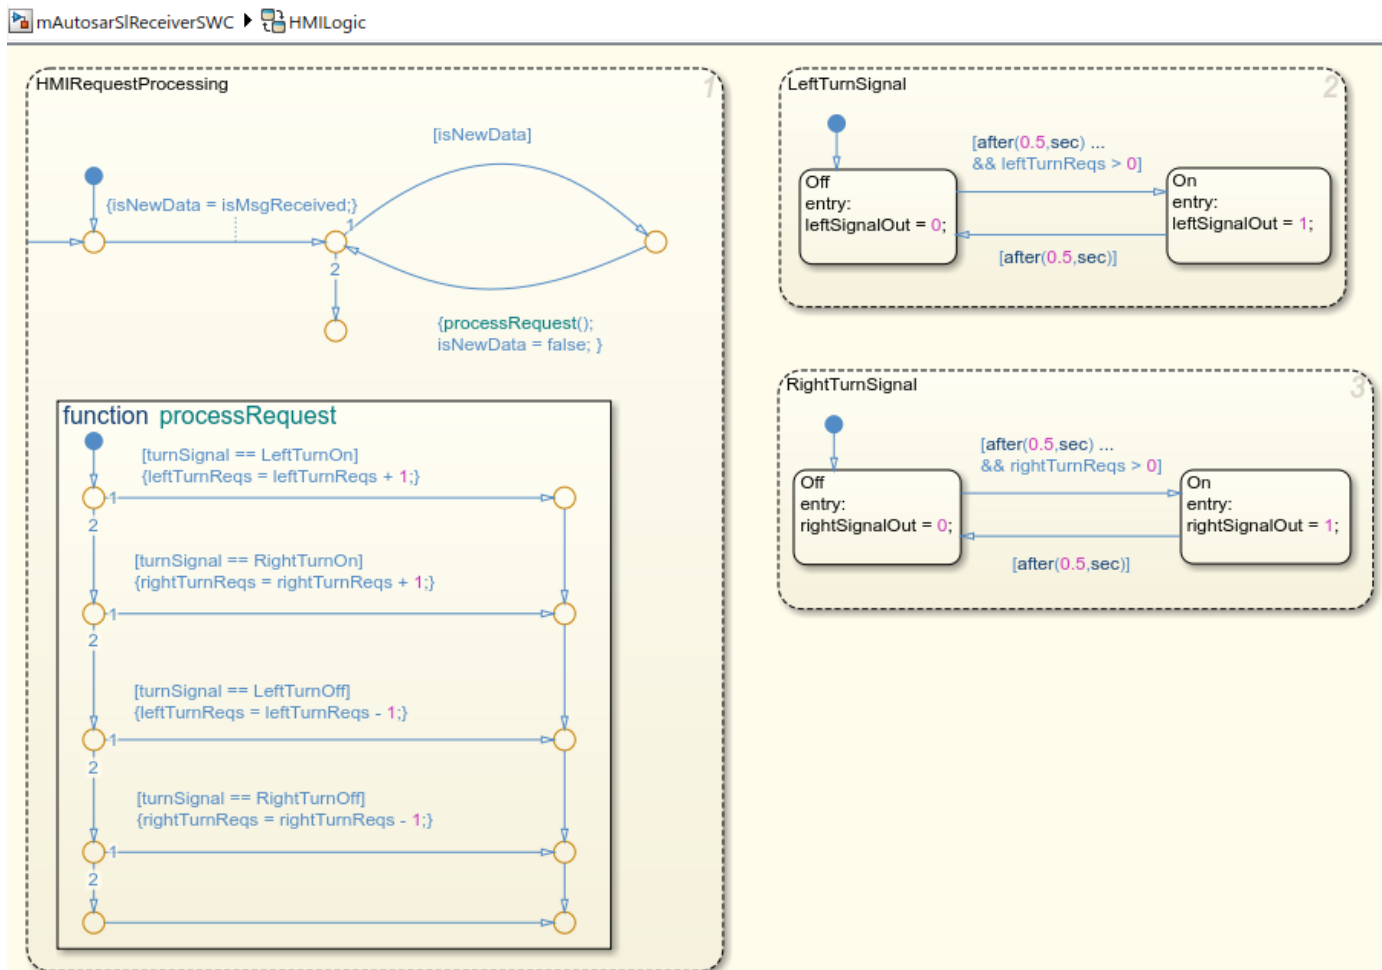 mAutosarSlReceiverSWC HMILogic
HMIRequestProcessing
1
[isNewData]
{isNewData = isMsgReceived;}
1
2
{processRequest();
isNewData = false; }
function processRequest
[turnSignal == LeftTurnOn]
{leftTurnReqs = leftTurnReqs + 1;}
1
2
[turnSignal == RightTurnOn]
{rightTurnReqs = rightTurnReqs + 1;}
1
2
[turnSignal == LeftTurnOff]
{leftTurnReqs = leftTurnReqs - 1;}
1
2
[turnSignal == RightTurnOff]
{rightTurnReqs = rightTurnReqs - 1;}
1
2
LeftTurnSignal
2
[after(0.5,sec) ...
&& leftTurnReqs > 0]
Off
entry:
leftSignalOut = 0;
On
entry:
leftSignalOut = 1;
[after(0.5,sec)]
RightTurnSignal
3
[after(0.5,sec) ...
&& rightTurnReqs > 0]
Off
entry:
rightSignalOut = 0;
On
entry:
rightSignalOut = 1;
[after(0.5,sec)]